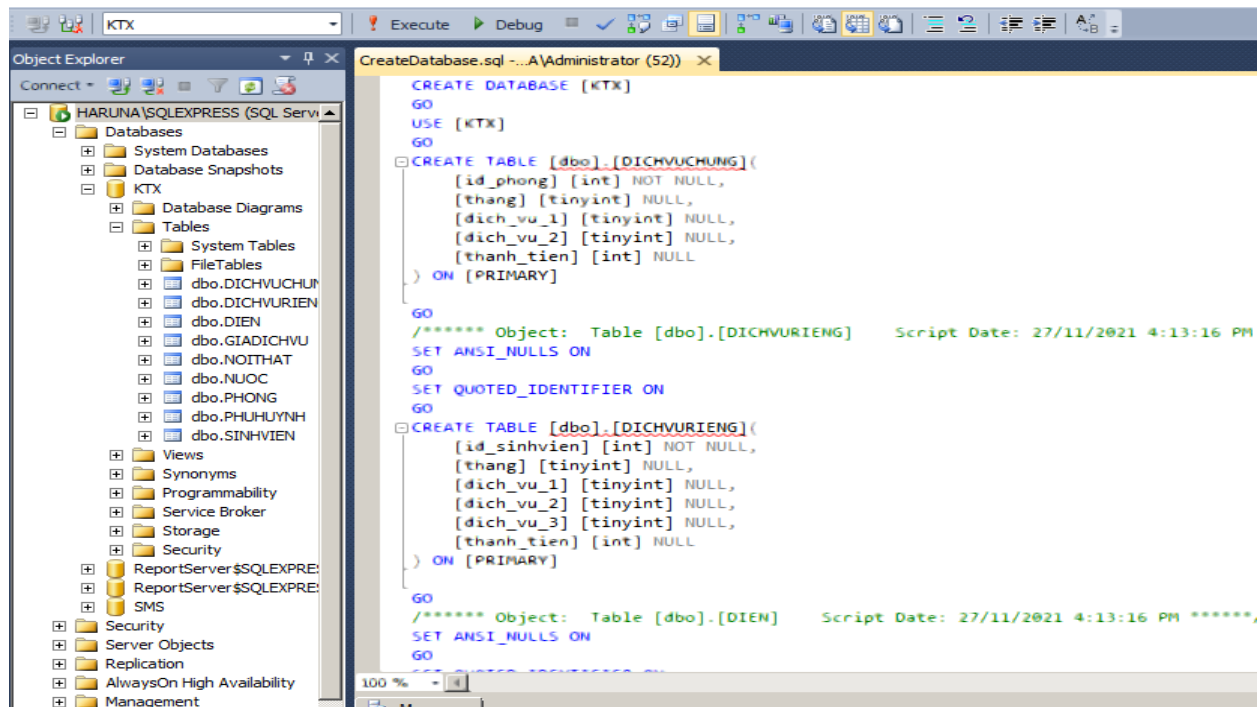 KTX
Execute
Debug
Object Explorer
Connect
HARUNA\SQLEXPRESS (SQL Serv
Databases
System Databases
Database Snapshots
KTX
Database Diagrams
Tables
System Tables
FileTables
dbo.DICHVUCHUN
dbo.DICHVURIEN
dbo.DIEN
dbo.GIADICHVU
dbo.NOITHAT
dbo.NUOC
dbo.PHONG
dbo.PHUHUYNH
dbo.SINHVIEN
Views
Synonyms
Programmability
Service Broker
Storage
Security
ReportServer$SQLEXPRE
ReportServer$SQLEXPRE
SMS
Security
Server Objects
Replication
AlwaysOn High Availability
Management
CreateDatabase.sql -...A\Administrator (52))
CREATE DATABASE [KTX]
GO
USE [KTX]
GO
CREATE TABLE [dbo].[DICHVUCHUNG](
[id_phong] [int] NOT NULL,
[thang] [tinyint] NULL,
[dich_vu_1] [tinyint] NULL,
[dich_vu_2] [tinyint] NULL,
[thanh_tien] [int] NULL
) ON [PRIMARY]
GO
/****** Object:  Table [dbo].[DICHVURIENG]    Script Date: 27/11/2021 4:13:16 PM
SET ANSI_NULLS ON
GO
SET QUOTED_IDENTIFIER ON
GO
CREATE TABLE [dbo].[DICHVURIENG](
[id_sinhvien] [int] NOT NULL,
[thang] [tinyint] NULL,
[dich_vu_1] [tinyint] NULL,
[dich_vu_2] [tinyint] NULL,
[dich_vu_3] [tinyint] NULL,
[thanh_tien] [int] NULL
) ON [PRIMARY]
GO
/****** Object:  Table [dbo].[DIEN]    Script Date: 27/11/2021 4:13:16 PM ******/
SET ANSI_NULLS ON
GO
100 %